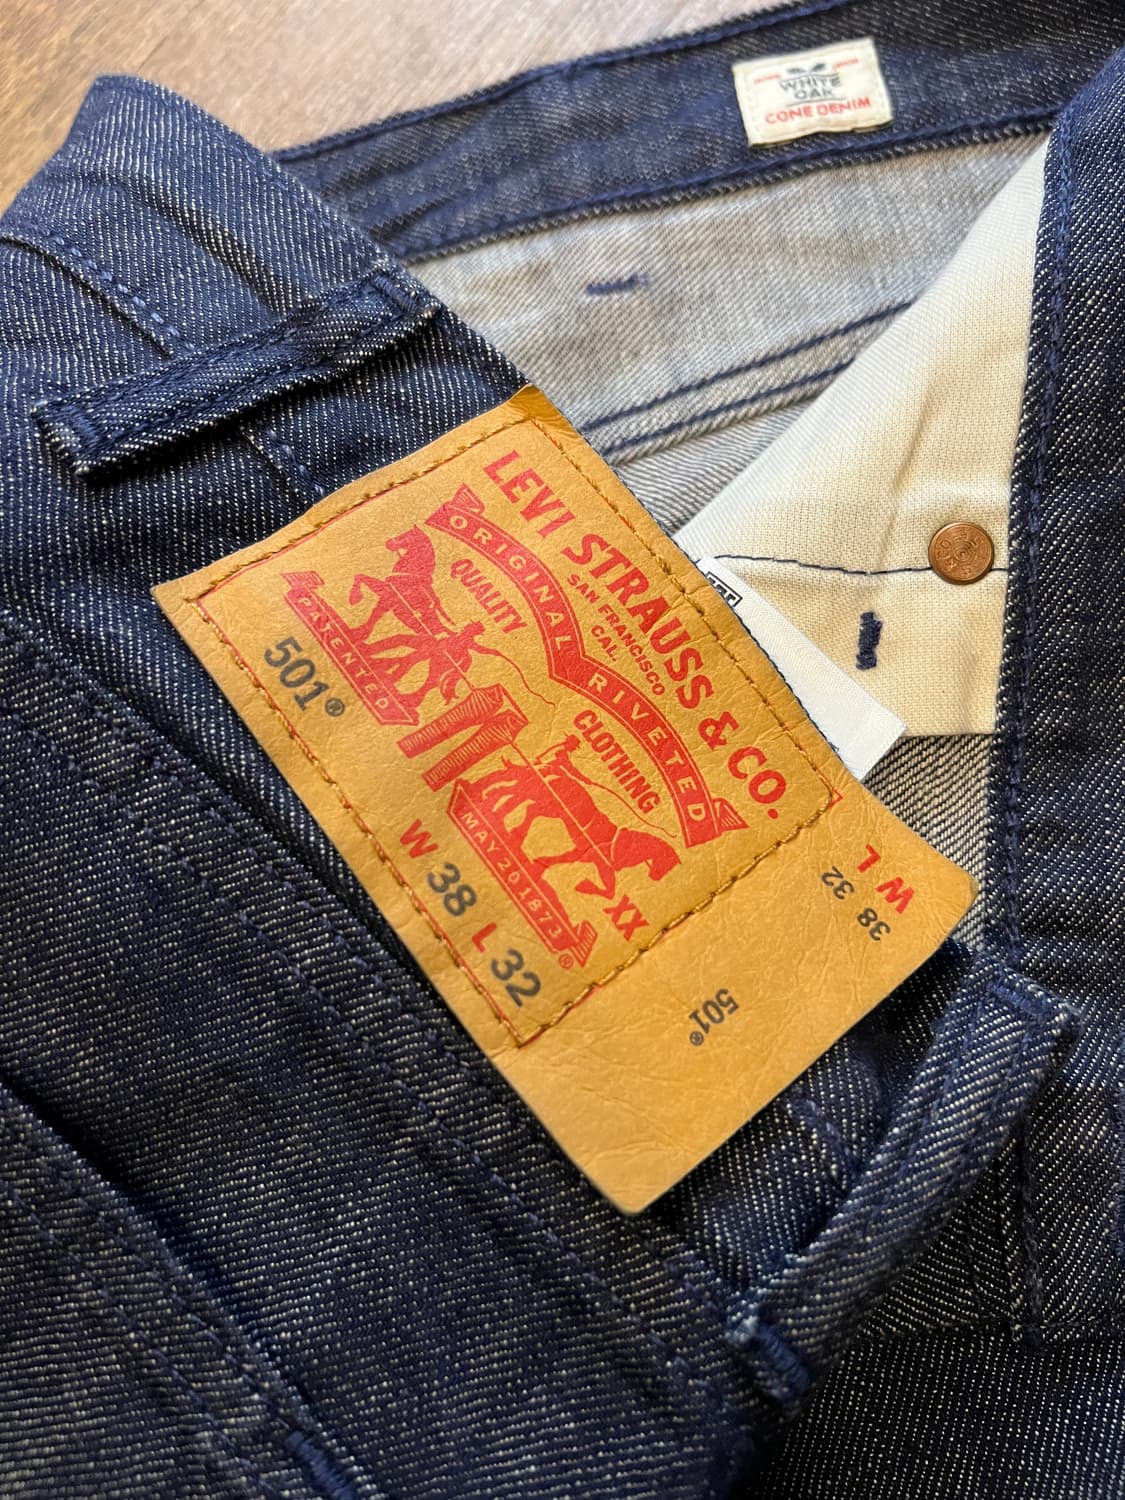 WHITE
OAK
CONE DENIM
LEVI STRAUSS & CO.
SAN FRANCISCO
CAL.
ORIGINAL RIVETED
QUALITY
CLOTHING
PATENTED
MAY 20 1873
®
XX
501®
W 38 L 32
W L
38 32
501®